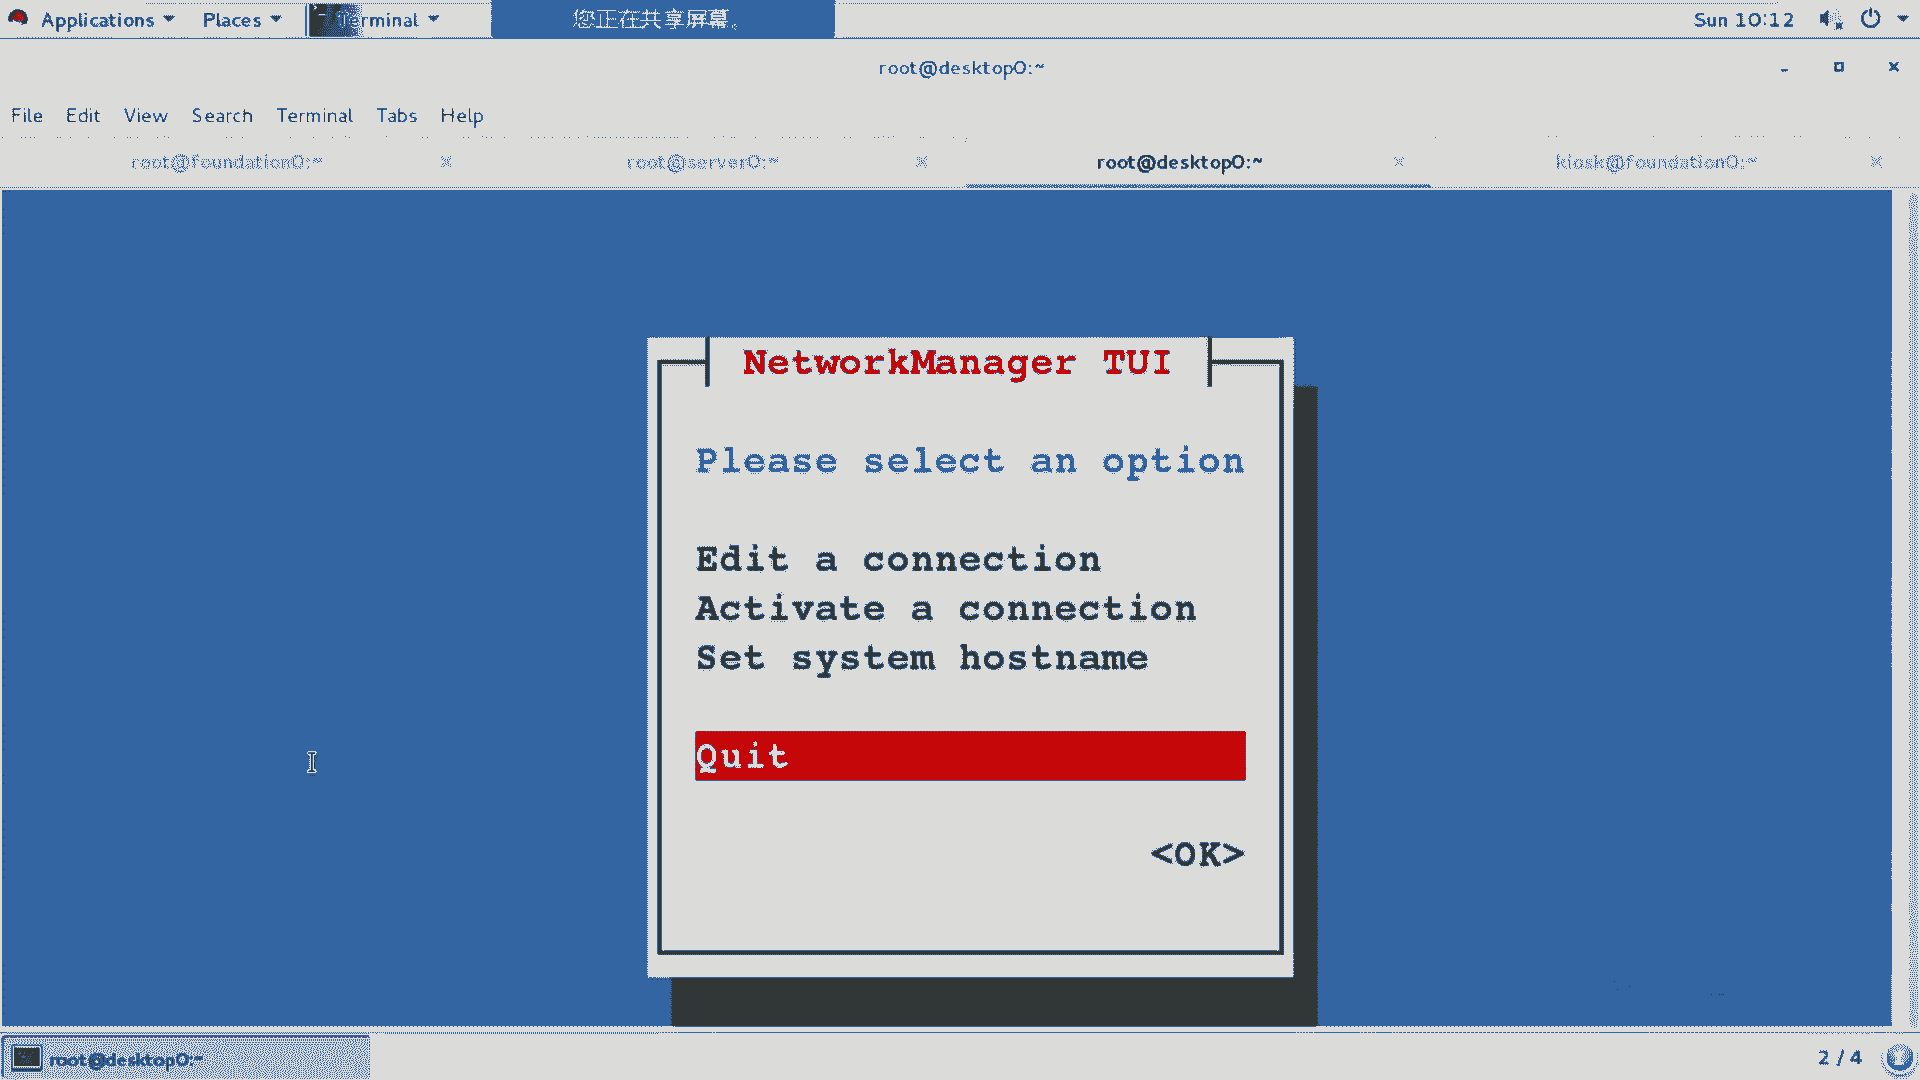 Applications
Places
Terminal
您正在共享屏幕。
Sun 10:12
root@desktop0:~
File
Edit
View
Search
Terminal
Tabs
Help
root@foundation0:~
root@server0:~
root@desktop0:~
kiosk@foundation0:~
NetworkManager TUI
Please select an option
Edit a connection
Activate a connection
Set system hostname
Quit
<OK>
root@desktop0:~
2 / 4